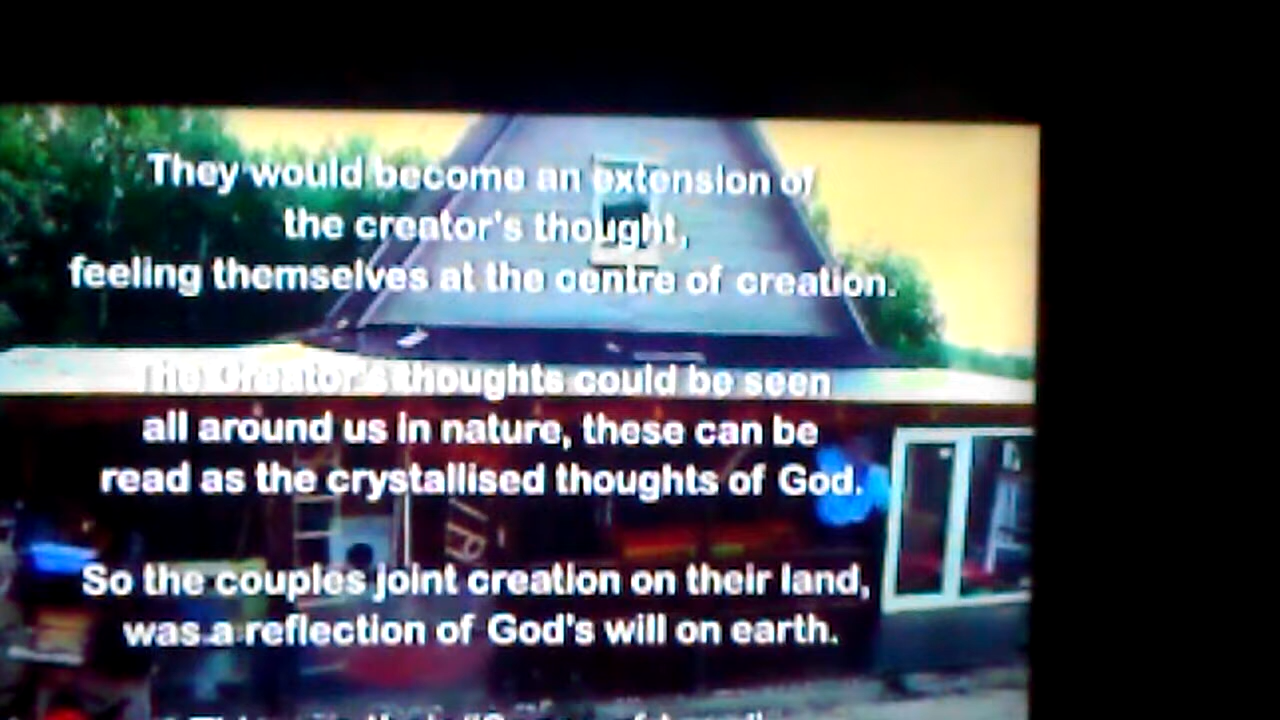 They would become an extension of
the creator's thought,
feeling themselves at the centre of creation.
The Creator's thoughts could be seen
all around us in nature, these can be
read as the crystallised thoughts of God.
So the couples joint creation on their land,
was a reflection of God's will on earth.